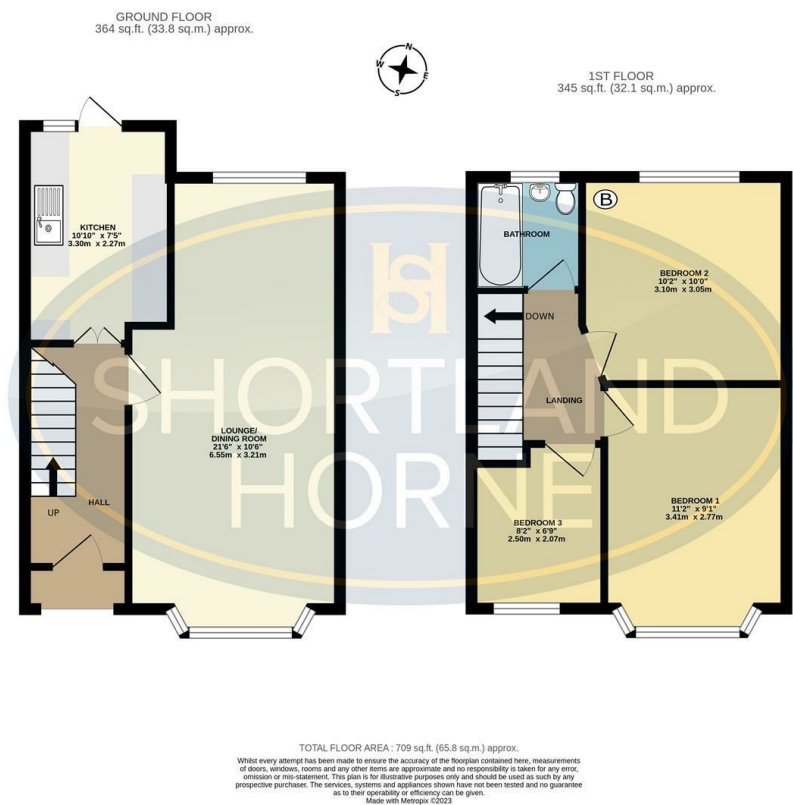 GROUND FLOOR
364 sq.ft. (33.8 sq.m.) approx.
N
W
E
S
1ST FLOOR
345 sq.ft. (32.1 sq.m.) approx.
KITCHEN
10'10" x 7'5"
3.30m x 2.27m
LOUNGE/
DINING ROOM
21'6" x 10'6"
6.55m x 3.21m
HALL
UP
BATHROOM
B
BEDROOM 2
10'2" x 10'0"
3.10m x 3.05m
DOWN
LANDING
BEDROOM 1
11'2" x 9'1"
3.41m x 2.77m
BEDROOM 3
8'2" x 6'9"
2.50m x 2.07m
SH
SHORTLAND
HORNE
TOTAL FLOOR AREA : 709 sq.ft. (65.8 sq.m.) approx.
Whilst every attempt has been made to ensure the accuracy of the floorplan contained here, measurements
of doors, windows, rooms and any other items are approximate and no responsibility is taken for any error,
omission or mis-statement. This plan is for illustrative purposes only and should be used as such by any
prospective purchaser. The services, systems and appliances shown have not been tested and no guarantee
as to their operability or efficiency can be given.
Made with Metropix ©2023